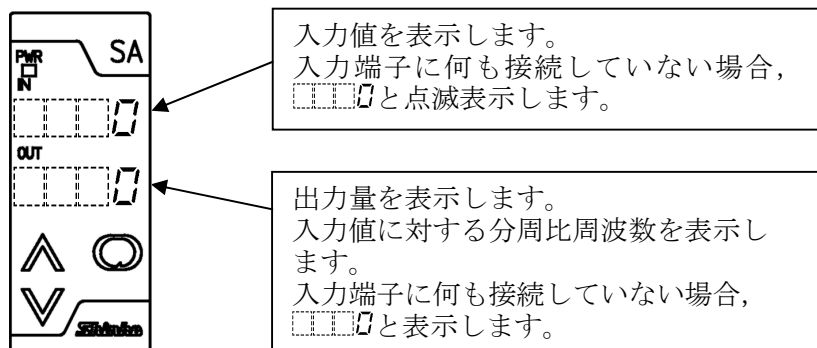 SA
PWR
IN
0
OUT
0
Shinko
入力値を表示します。
入力端子に何も接続していない場合，
0と点滅表示します。
出力量を表示します。
入力値に対する分周比周波数を表示し
ます。
入力端子に何も接続していない場合，
0と表示します。